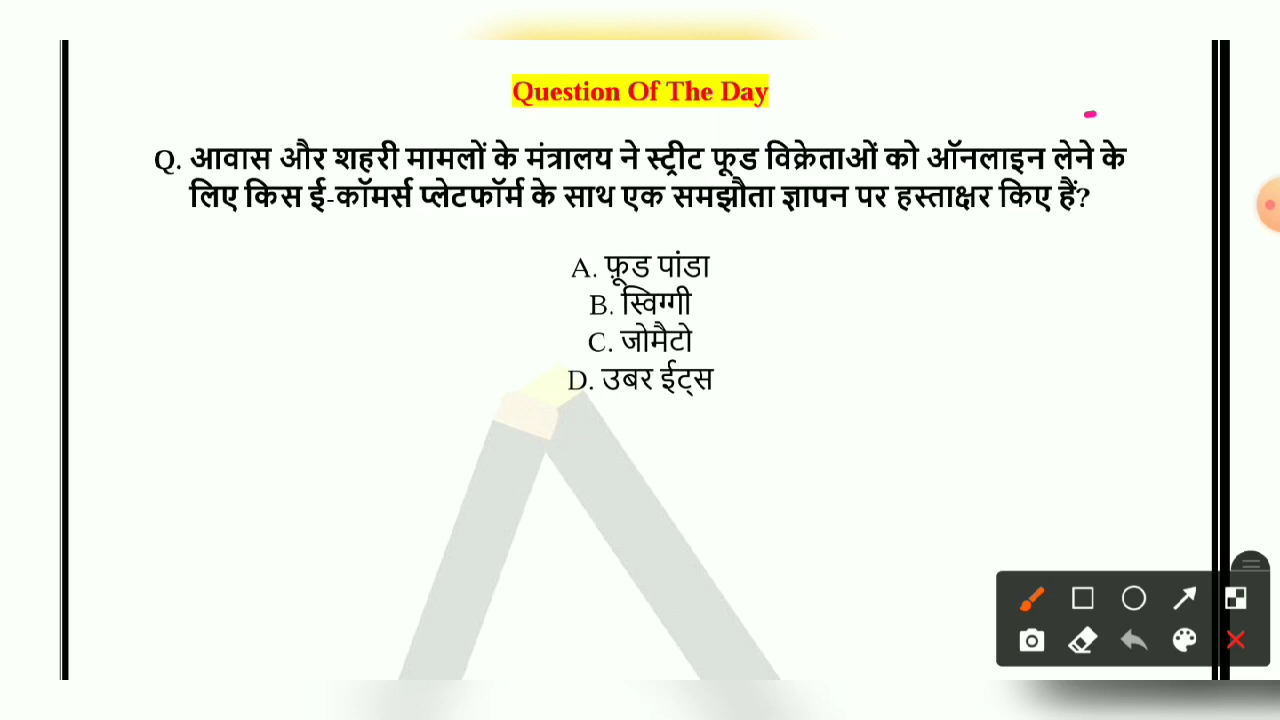 Question Of The Day
Q. आवास और शहरी मामलों के मंत्रालय ने स्ट्रीट फूड विक्रेताओं को ऑनलाइन लेने के
लिए किस ई-कॉमर्स प्लेटफॉर्म के साथ एक समझौता ज्ञापन पर हस्ताक्षर किए हैं?
A. फ़ूड पांडा
B. स्विग्गी
C. जोमैटो
D. उबर ईट्स